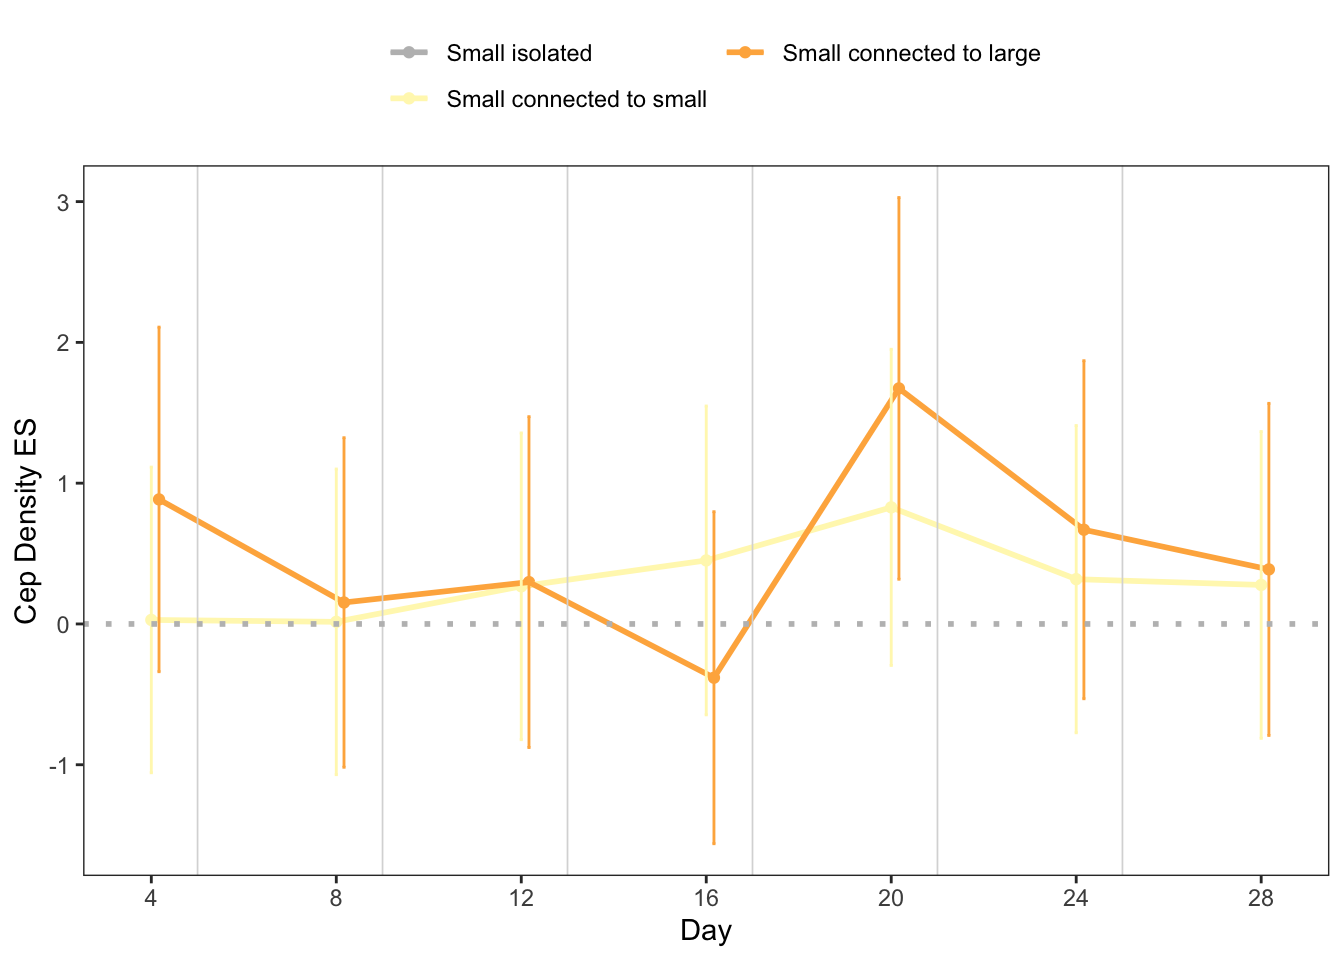 Small isolated
Small connected to large
Small connected to small
Cep Density ES
3
2
1
0
-1
4 8 12 16 20 24 28
Day